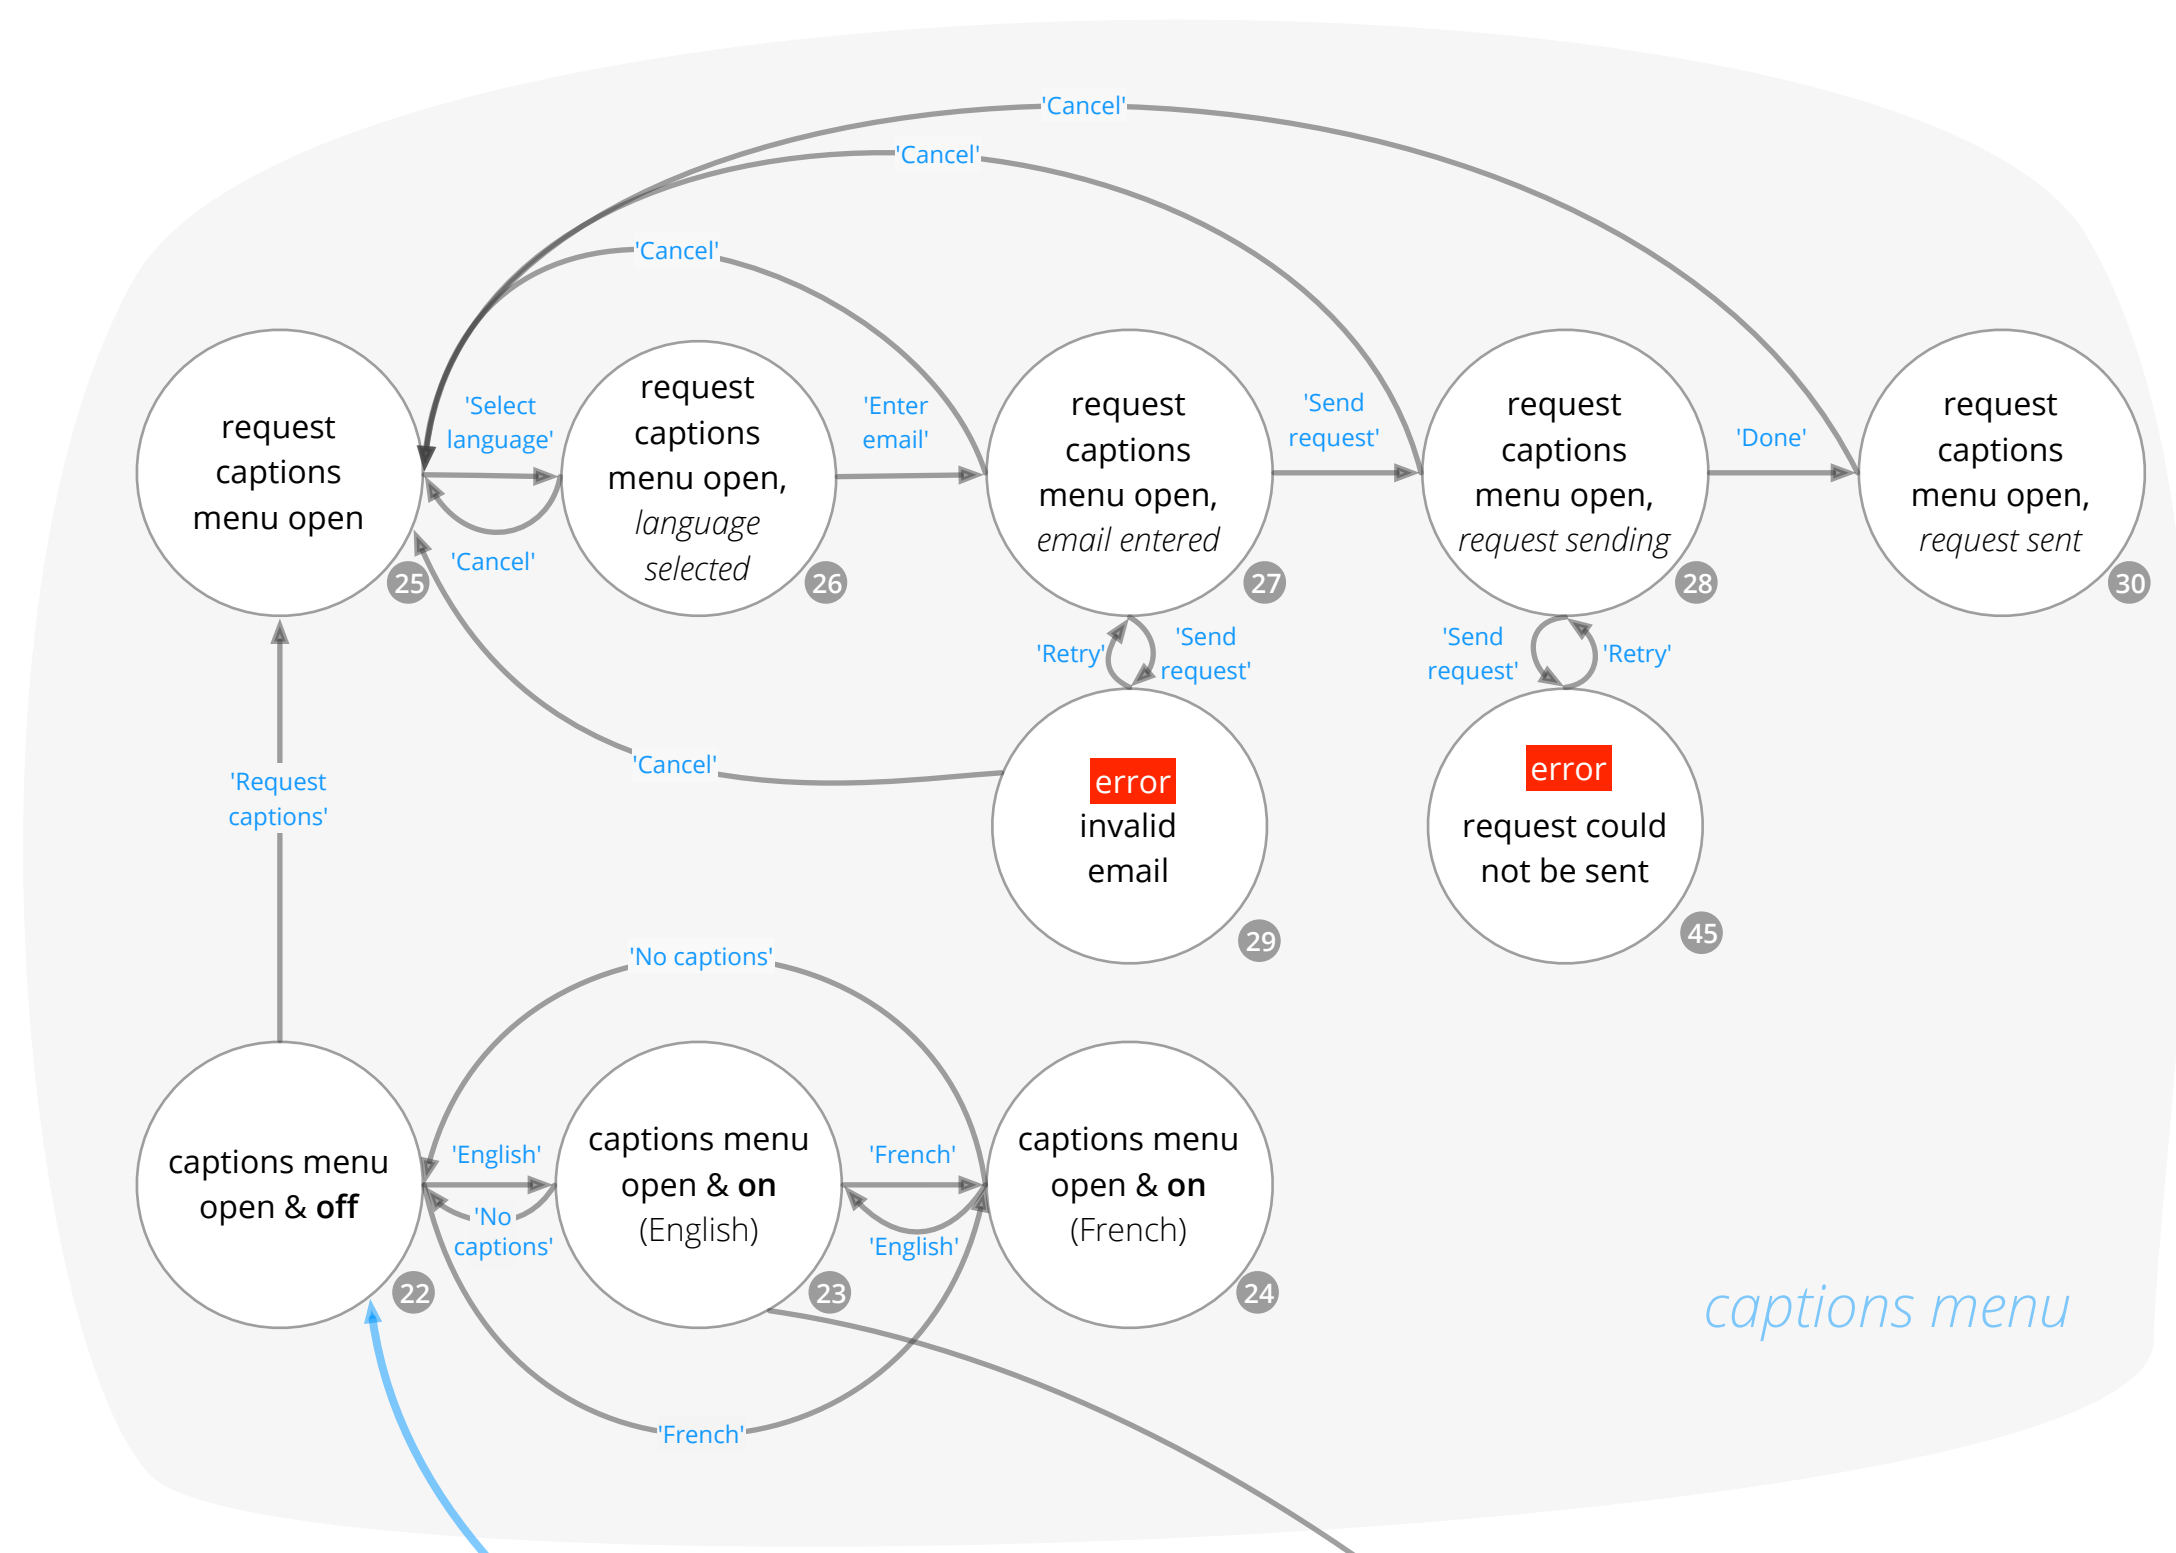 'Cancel'
'Cancel'
'Cancel'
request
captions
menu open
25
'Select
language'
'Cancel'
request
captions
menu open,
language
selected
26
'Enter
email'
request
captions
menu open,
email entered
27
'Send
request'
request
captions
menu open,
request sending
28
'Done'
request
captions
menu open,
request sent
30
'Retry'
'Send
request'
'Send
request'
'Retry'
'Cancel'
'Request
captions'
error
invalid
email
29
error
request could
not be sent
45
'No captions'
captions menu
open & off
22
'English'
'No
captions'
captions menu
open & on
(English)
23
'French'
'English'
captions menu
open & on
(French)
24
'French'
captions menu